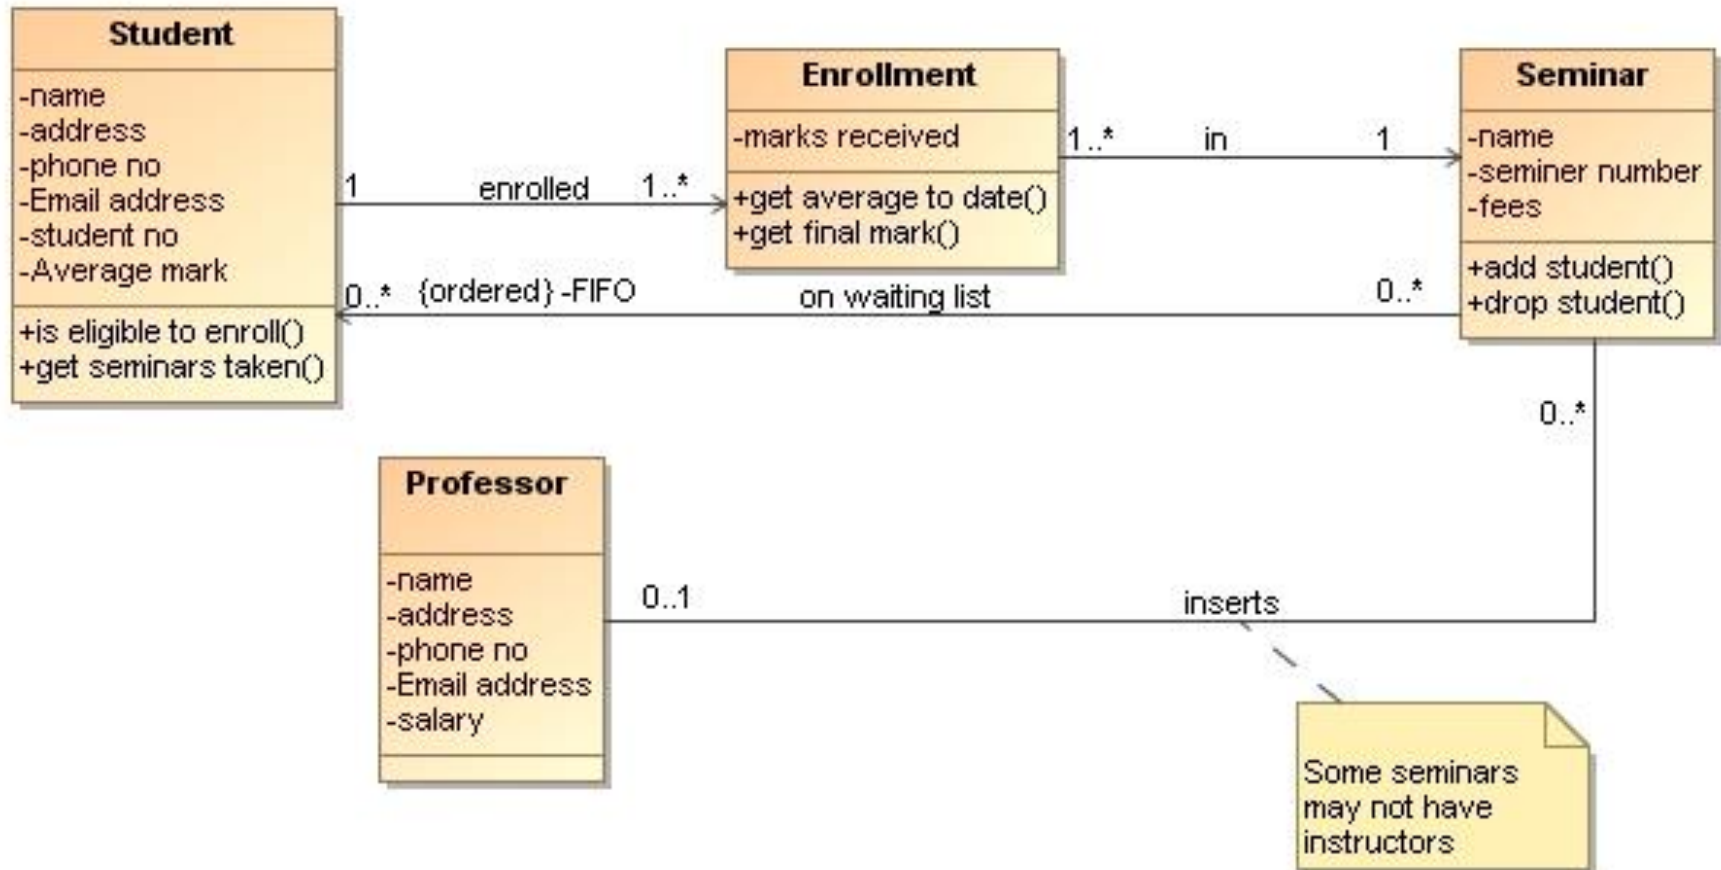 Student
-name
-address
-phone no
-Email address
-student no
-Average mark
+is eligible to enroll()
+get seminars taken()
1 enrolled 1..*
Enrollment
-marks received
+get average to date()
+get final mark()
1..* in 1
Seminar
-name
-seminer number
-fees
+add student()
+drop student()
0..* {ordered} -FIFO on waiting list 0..*
0..*
Professor
-name
-address
-phone no
-Email address
-salary
0..1 inserts
Some seminars
may not have
instructors